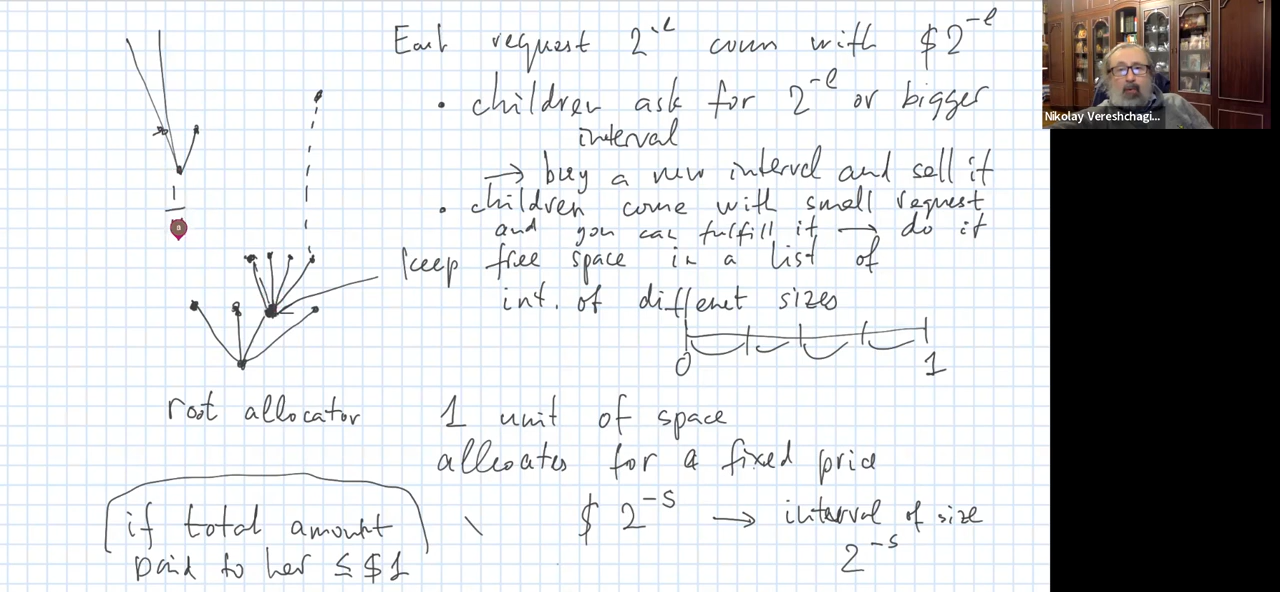 Each request 2^-l comes with $2^-l
• children ask for 2^-l or bigger
interval
→ buy a new interval and sell it
• children come with small request
and you can fulfill it → do it
keep free space in a list of
int. of diffenet sizes
0 1
root allocator 1 unit of space
allocates for a fixed price
if total amount $ 2^-s → interval of size
paid to her ≤ $1 2^-s
Nikolay Vereshchagi...